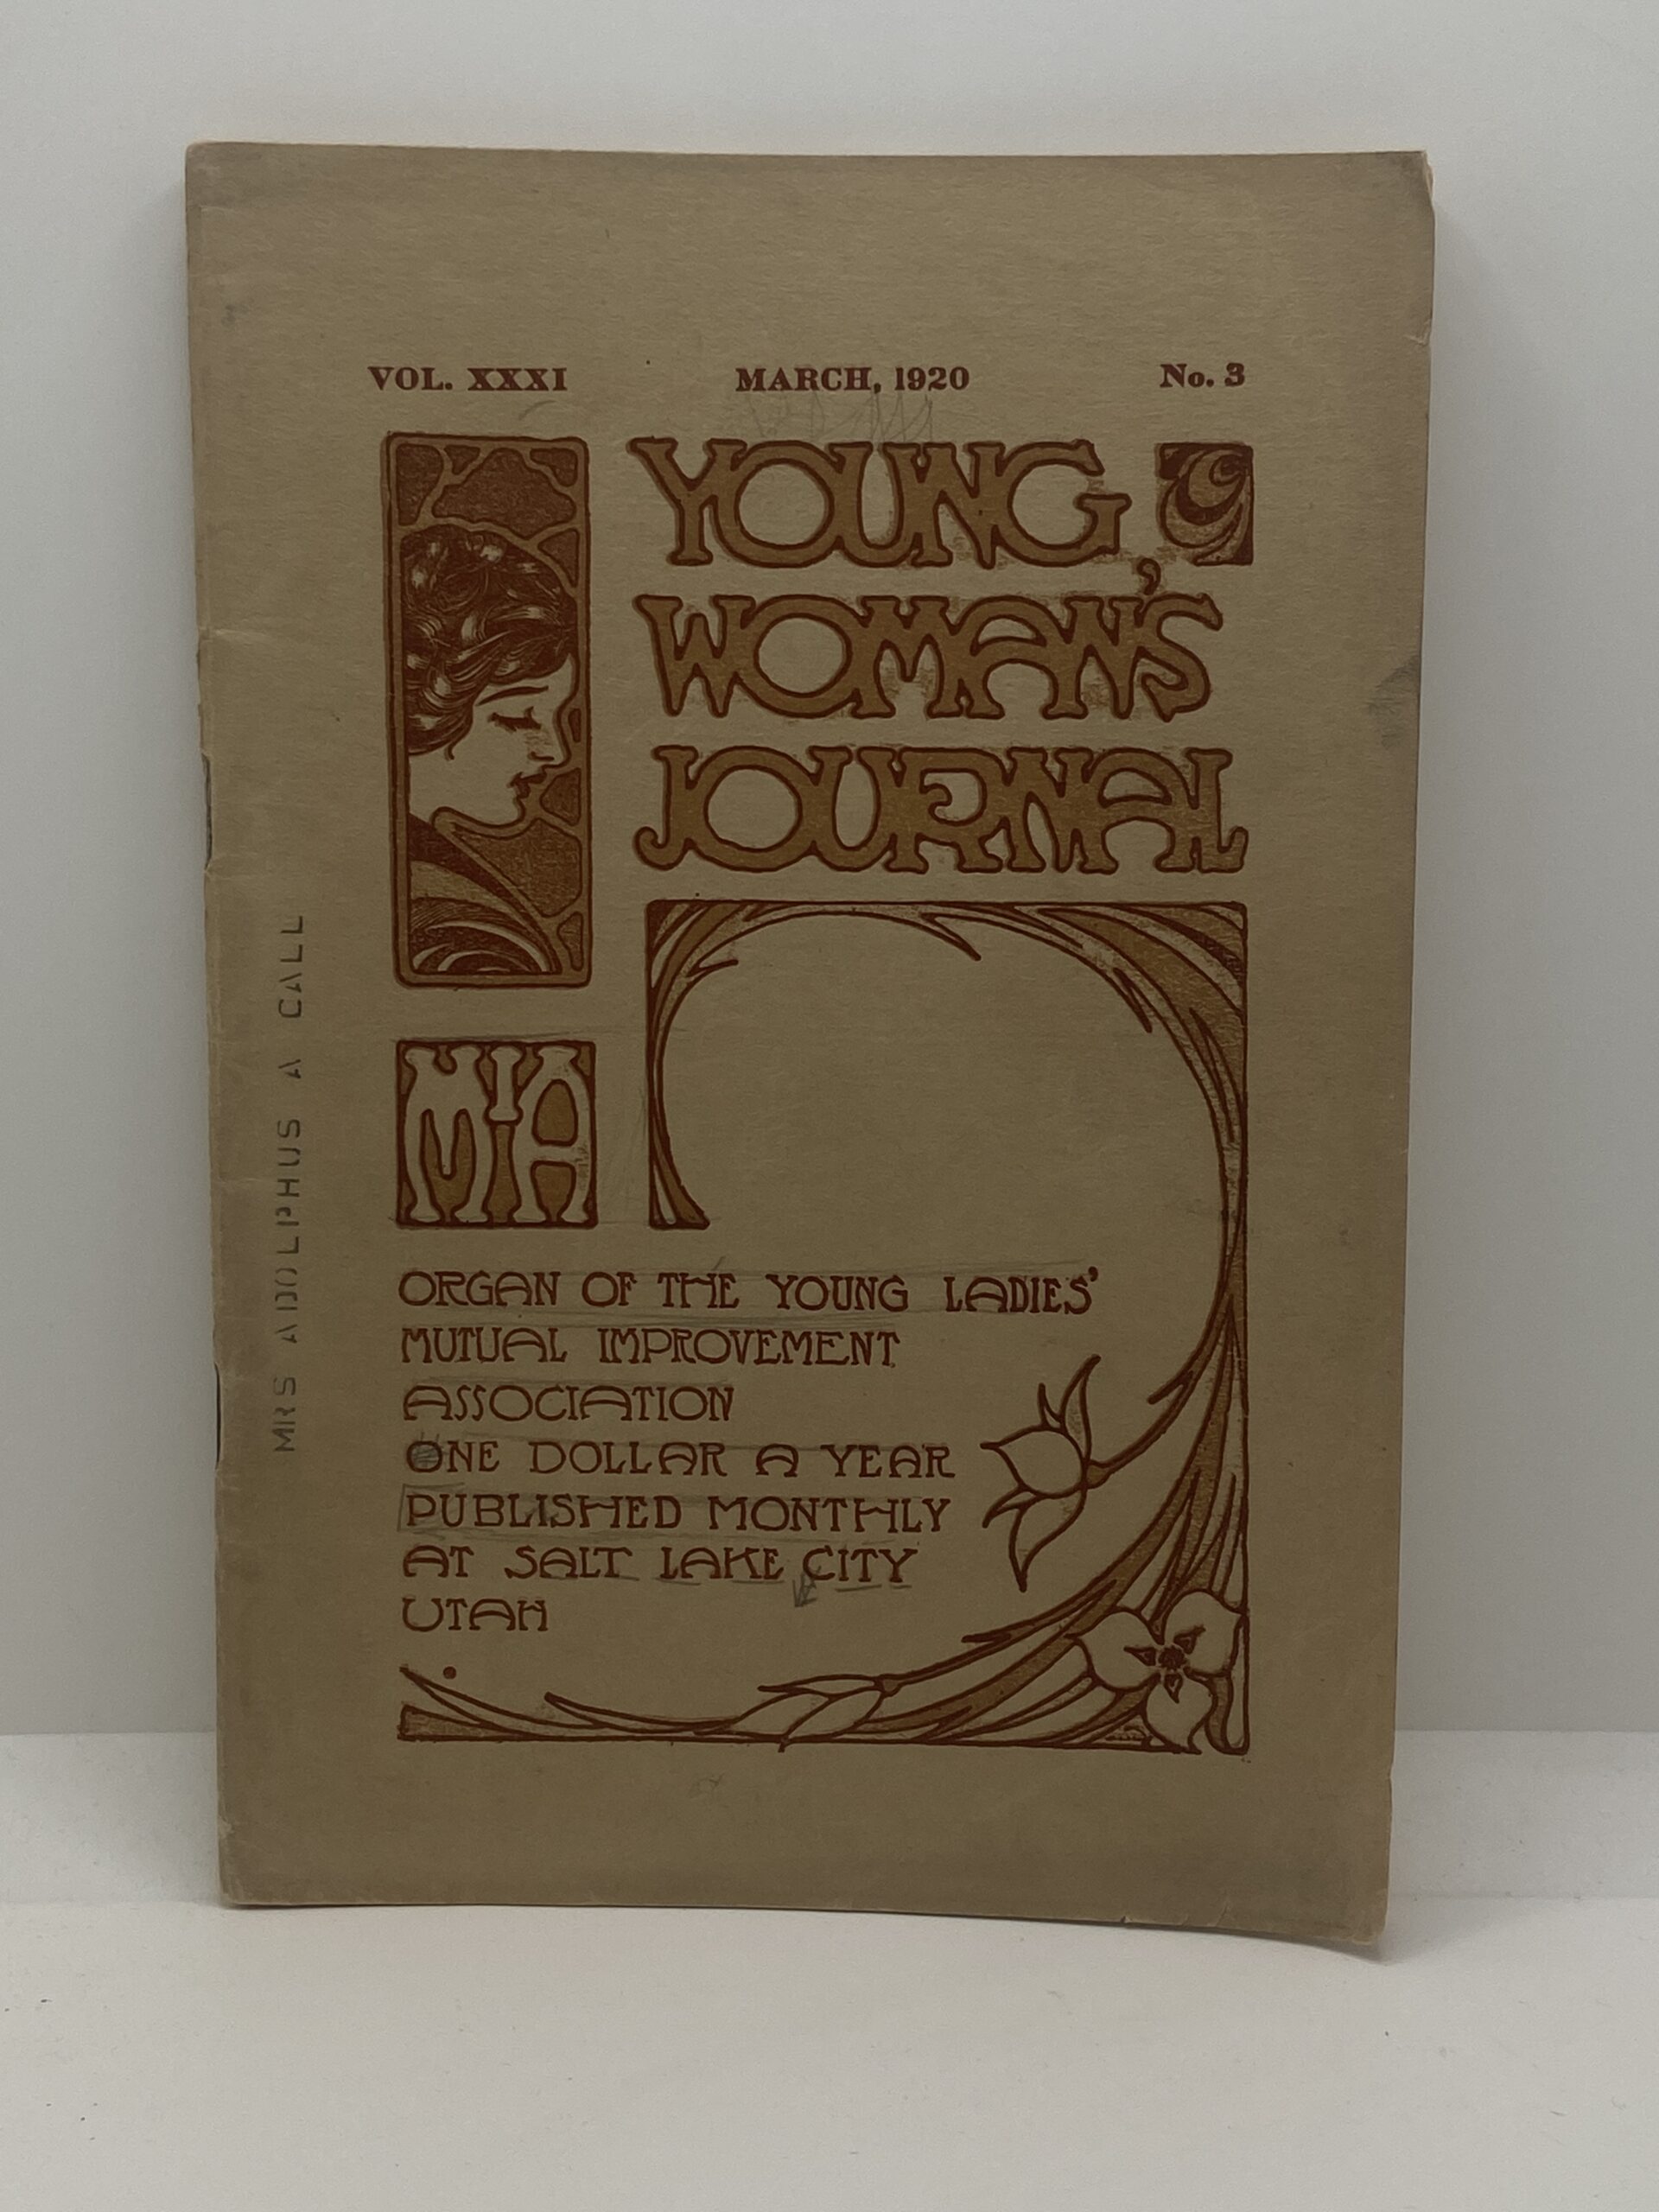 VOL. XXXI MARCH, 1920 No. 3
YOUNG
WOMAN'S
JOURNAL
MIA
ORGAN OF THE YOUNG LADIES'
MUTUAL IMPROVEMENT
ASSOCIATION
ONE DOLLAR A YEAR
PUBLISHED MONTHLY
AT SALT LAKE CITY
UTAH
MRS ADOLPHUS A CALL